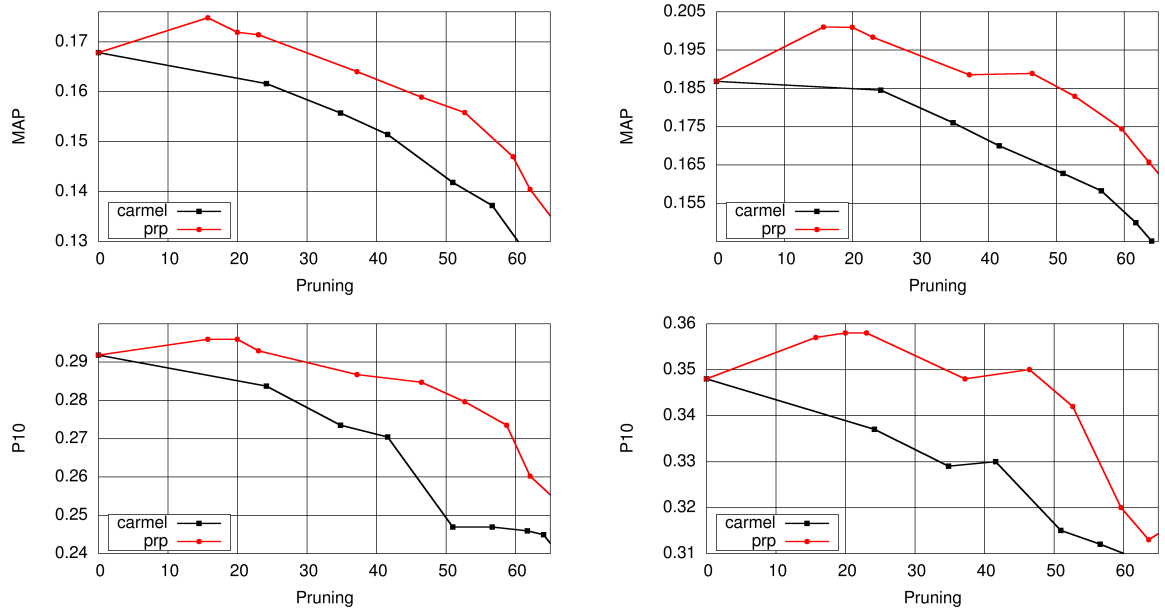 0.17
0.16
0.15
0.14
0.13
MAP
carmel
prp
0 10 20 30 40 50 60
Pruning
0.205
0.195
0.185
0.175
0.165
0.155
MAP
carmel
prp
0 10 20 30 40 50 60
Pruning
0.29
0.28
0.27
0.26
0.25
0.24
P10
carmel
prp
0 10 20 30 40 50 60
Pruning
0.36
0.35
0.34
0.33
0.32
0.31
P10
carmel
prp
0 10 20 30 40 50 60
Pruning